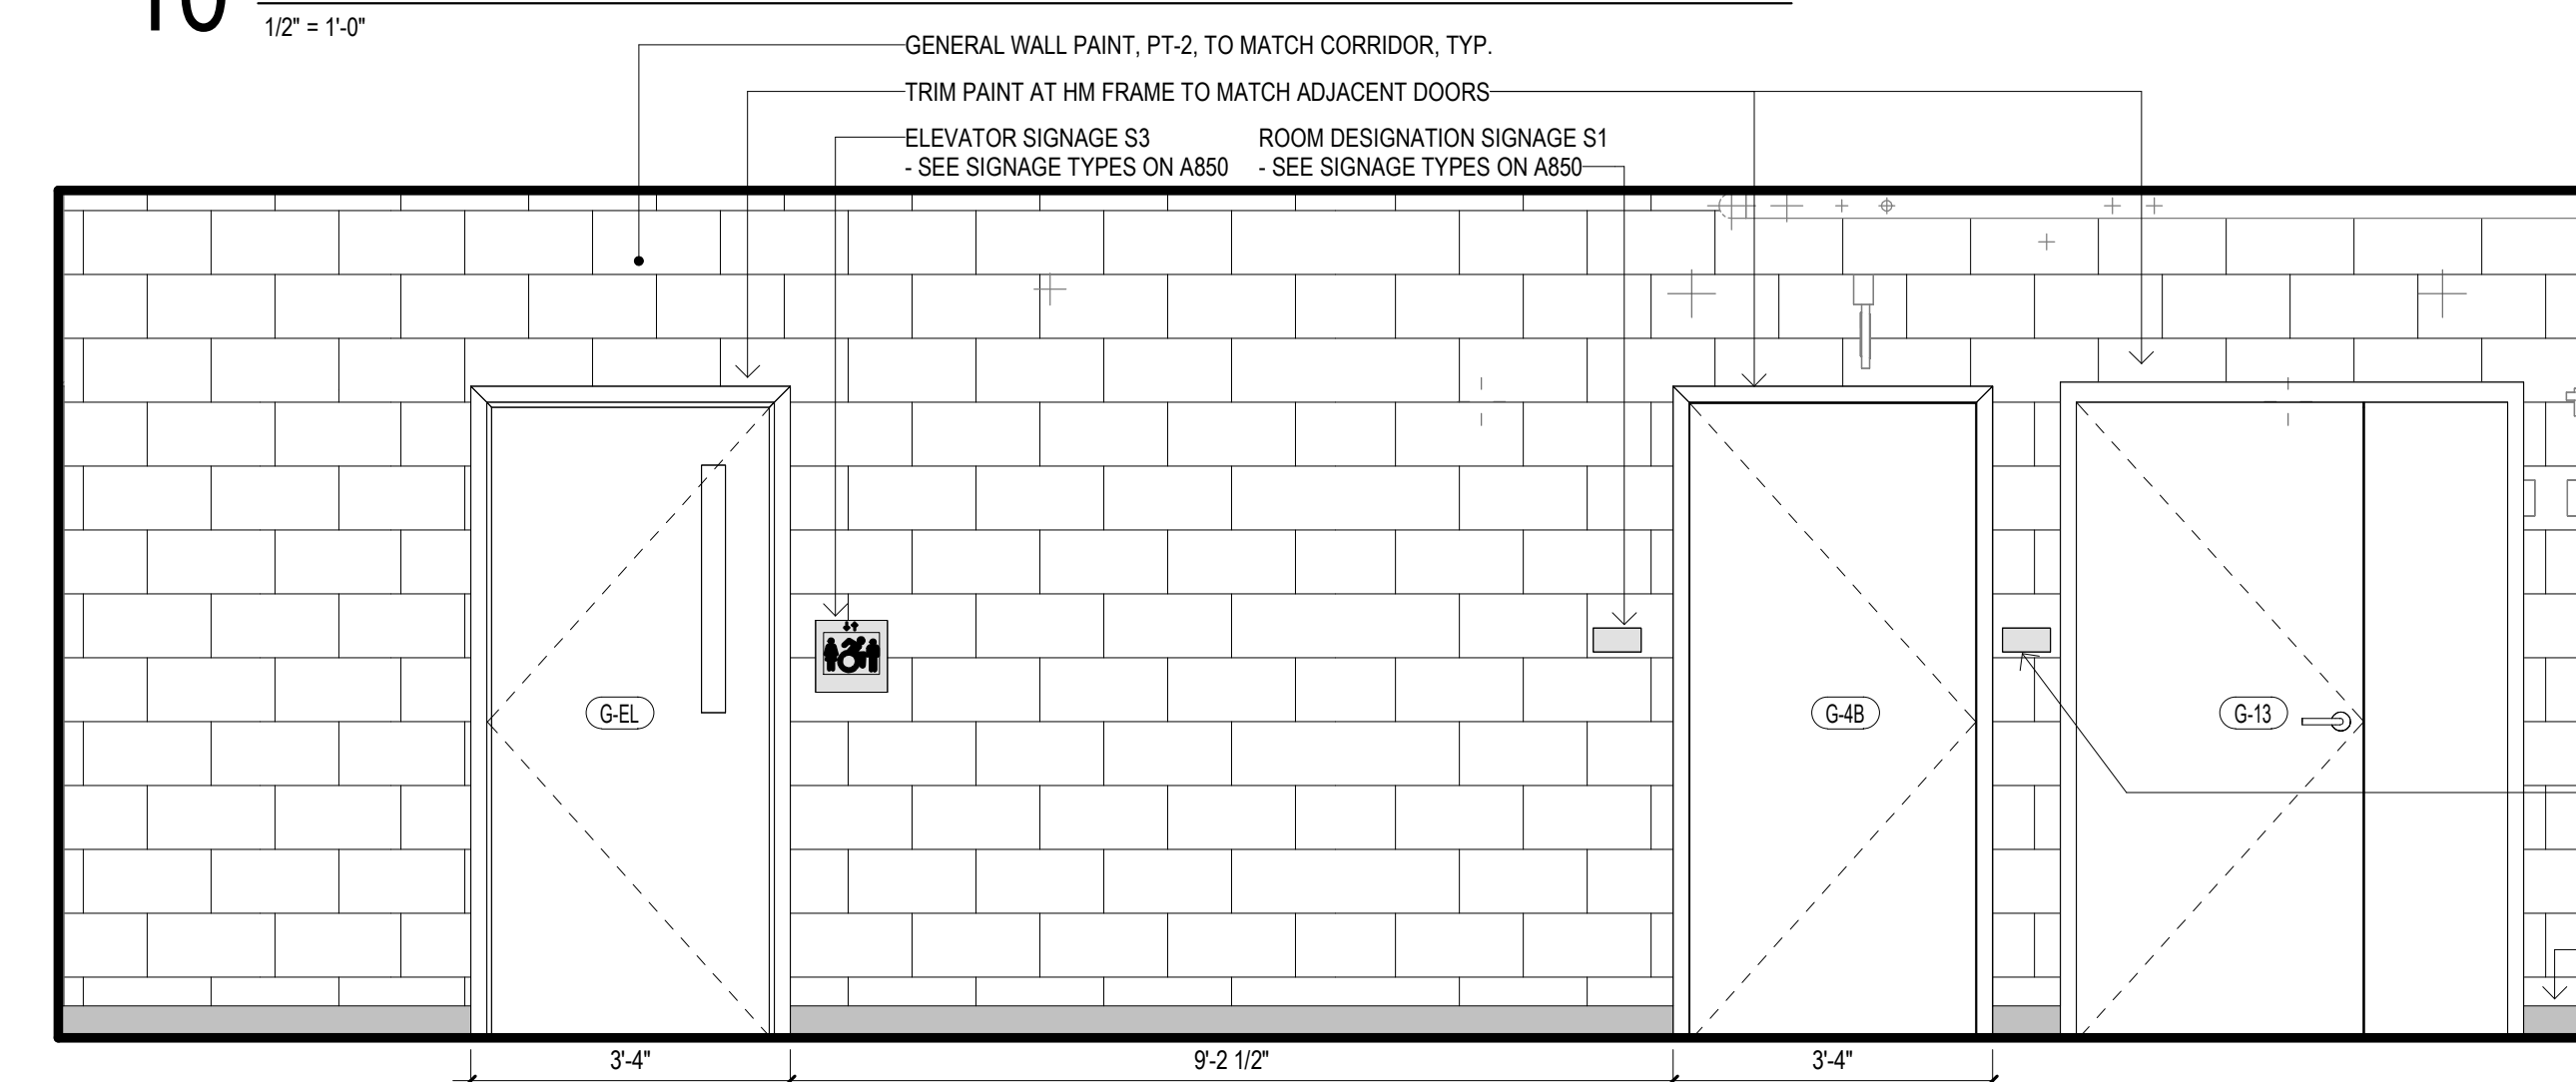 10
1/2" = 1'-0"
GENERAL WALL PAINT, PT-2, TO MATCH CORRIDOR, TYP.
TRIM PAINT AT HM FRAME TO MATCH ADJACENT DOORS
ELEVATOR SIGNAGE S3
- SEE SIGNAGE TYPES ON A850
ROOM DESIGNATION SIGNAGE S1
- SEE SIGNAGE TYPES ON A850
G-EL
G-4B
G-13
3'-4"
9'-2 1/2"
3'-4"